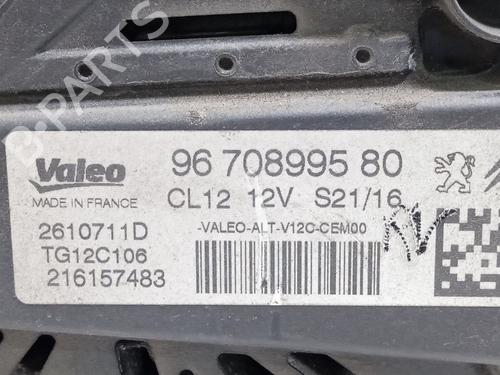 Valeo
96 708995 80
MADE IN FRANCE
CL12 12V S21/16
2610711D
-VALEO-ALT-V12C-CEM00
TG12C106
216157483
B-Parts